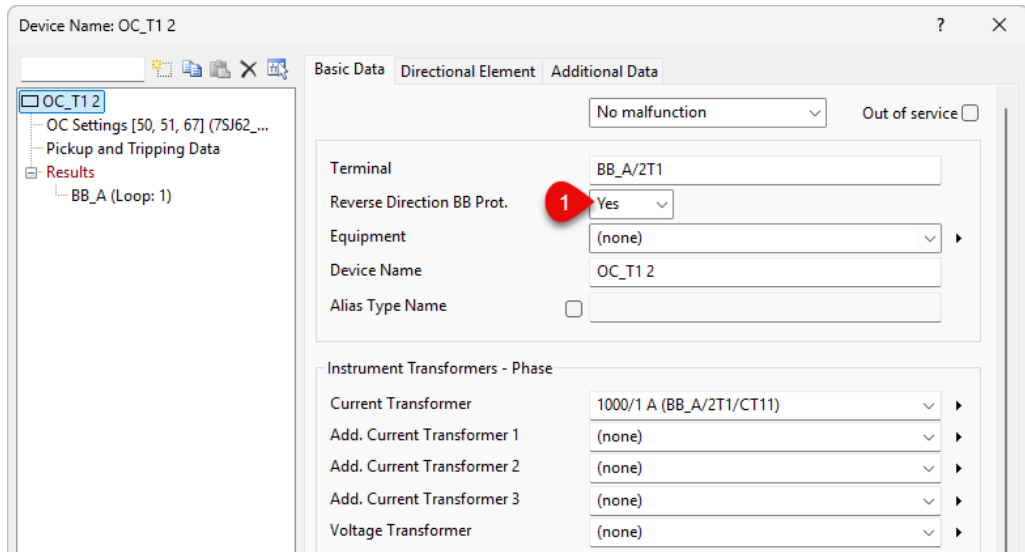 Device Name: OC_T1 2
?
Basic Data Directional Element Additional Data
OC_T1 2
OC Settings [50, 51, 67] (7SJ62_...
Pickup and Tripping Data
Results
BB_A (Loop: 1)
No malfunction Out of service
Terminal BB_A/2T1
Reverse Direction BB Prot. 1 Yes
Equipment (none)
Device Name OC_T1 2
Alias Type Name
Instrument Transformers - Phase
Current Transformer 1000/1 A (BB_A/2T1/CT11)
Add. Current Transformer 1 (none)
Add. Current Transformer 2 (none)
Add. Current Transformer 3 (none)
Voltage Transformer (none)